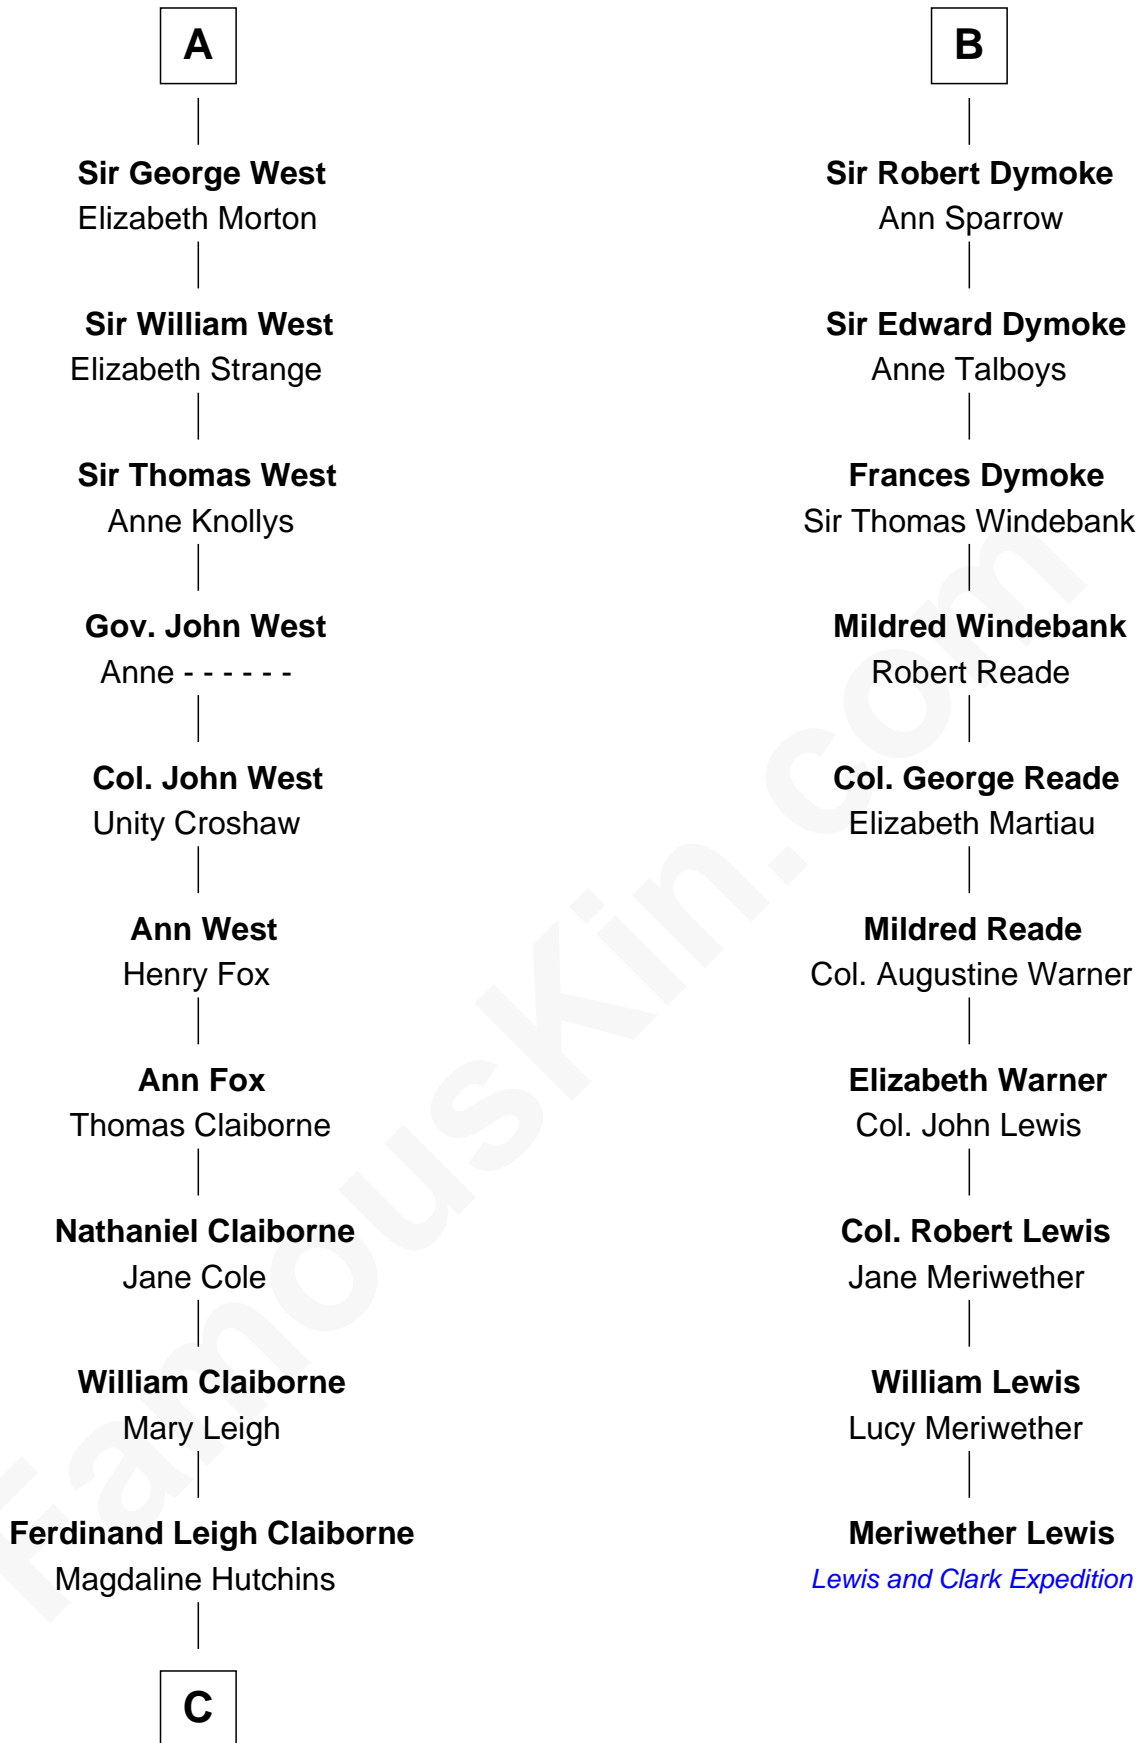 A
Sir George West
Elizabeth Morton
Sir William West
Elizabeth Strange
Sir Thomas West
Anne Knollys
Gov. John West
Anne - - - - - -
Col. John West
Unity Croshaw
Ann West
Henry Fox
Ann Fox
Thomas Claiborne
Nathaniel Claiborne
Jane Cole
William Claiborne
Mary Leigh
Ferdinand Leigh Claiborne
Magdaline Hutchins
C
B
Sir Robert Dymoke
Ann Sparrow
Sir Edward Dymoke
Anne Talboys
Frances Dymoke
Sir Thomas Windebank
Mildred Windebank
Robert Reade
Col. George Reade
Elizabeth Martiau
Mildred Reade
Col. Augustine Warner
Elizabeth Warner
Col. John Lewis
Col. Robert Lewis
Jane Meriwether
William Lewis
Lucy Meriwether
Meriwether Lewis
Lewis and Clark Expedition
FamousKin.com